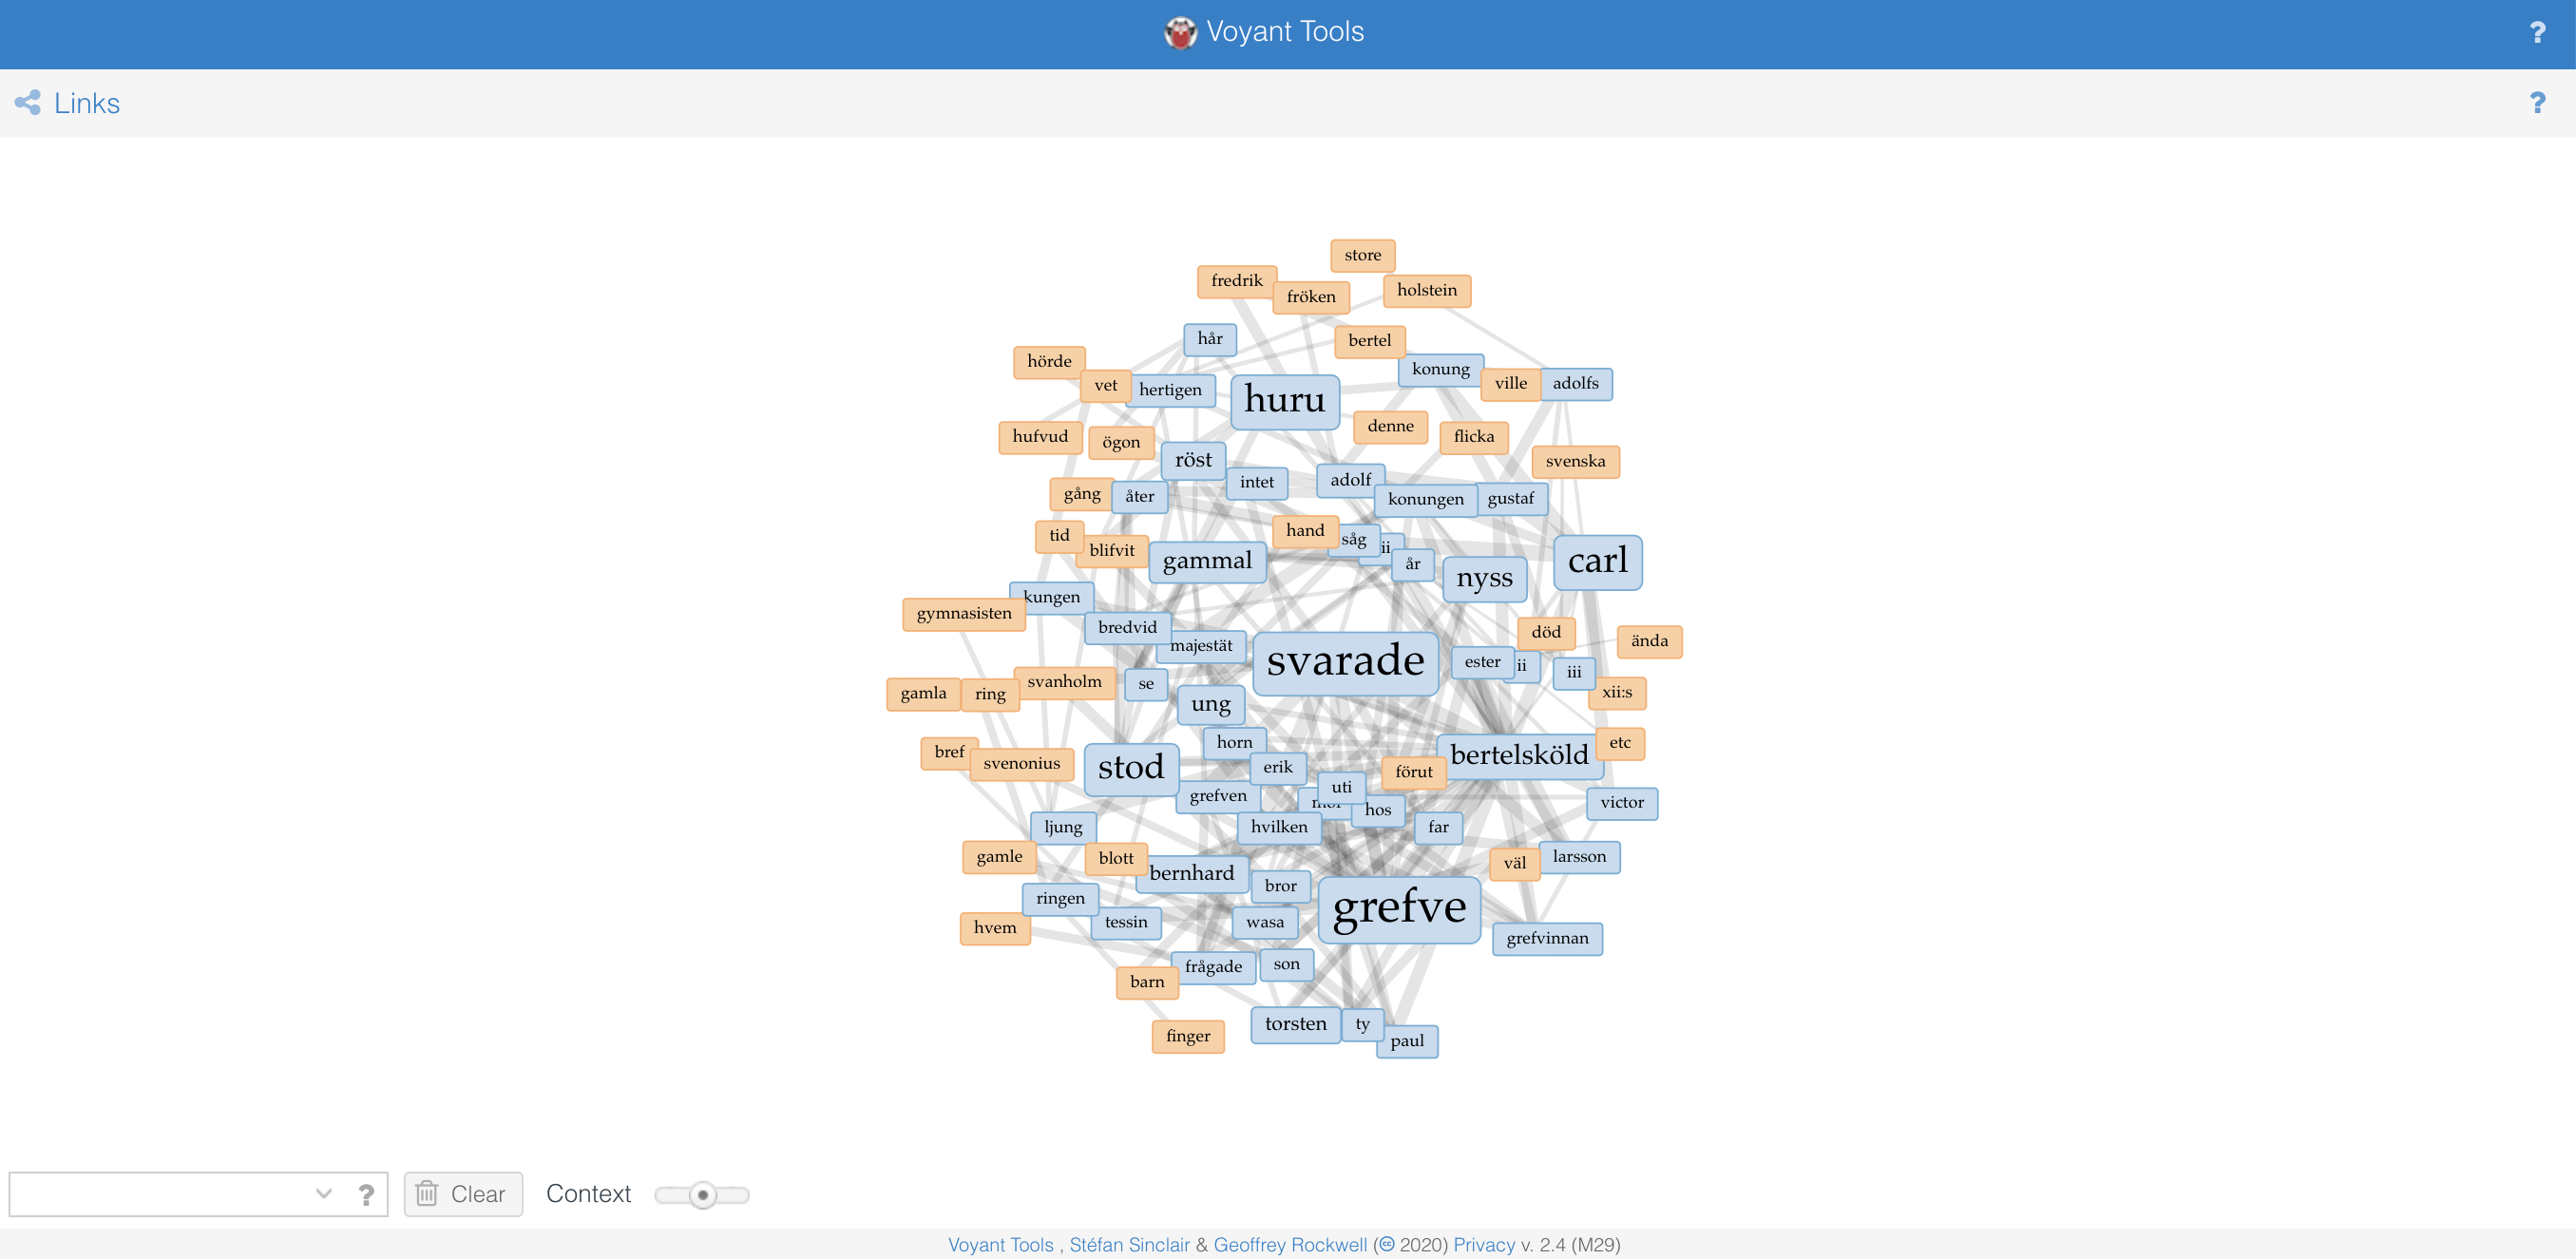 Voyant Tools
?
Links
?
store
fredrik
fröken
holstein
hår
bertel
hörde
konung
vet
hertigen
ville
adolfs
huru
denne
hufvud
ögon
flicka
röst
svenska
intet
adolf
gång
åter
konungen
gustaf
hand
tid
såg
ii
blifvit
gammal
år
carl
nyss
kungen
gymnasisten
bredvid
död
majestät
ända
svarade
ester
ii
iii
svanholm
se
gamla
ring
xii:s
ung
horn
etc
bref
svenonius
bertelsköld
stod
erik
förut
uti
grefven
victor
hos
ljung
hvilken
far
gamle
blott
väl
larsson
bernhard
bror
ringen
grefve
hvem
tessin
wasa
grefvinnan
frågade
son
barn
torsten
ty
finger
paul
? Clear Context
Voyant Tools , Stéfan Sinclair & Geoffrey Rockwell (cc 2020) Privacy v. 2.4 (M29)